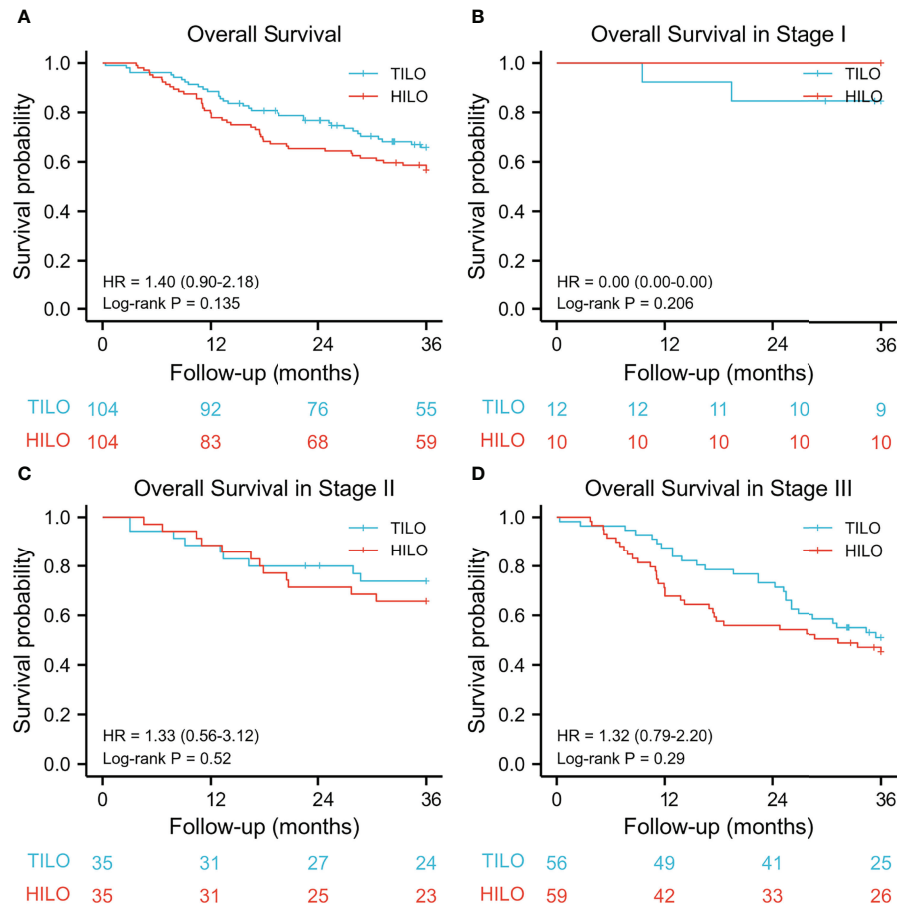 A
Overall Survival
TILO
HILO
Survival probability
1.0
0.8
0.6
0.4
0.2
0.0
HR = 1.40 (0.90-2.18)
Log-rank P = 0.135
0 12 24 36
Follow-up (months)
TILO 104 92 76 55
HILO 104 83 68 59
B
Overall Survival in Stage I
TILO
HILO
Survival probability
1.0
0.8
0.6
0.4
0.2
0.0
HR = 0.00 (0.00-0.00)
Log-rank P = 0.206
0 12 24 36
Follow-up (months)
TILO 12 12 11 10 9
HILO 10 10 10 10 10
C
Overall Survival in Stage II
TILO
HILO
Survival probability
1.0
0.8
0.6
0.4
0.2
0.0
HR = 1.33 (0.56-3.12)
Log-rank P = 0.52
0 12 24 36
Follow-up (months)
TILO 35 31 27 24
HILO 35 31 25 23
D
Overall Survival in Stage III
TILO
HILO
Survival probability
1.0
0.8
0.6
0.4
0.2
0.0
HR = 1.32 (0.79-2.20)
Log-rank P = 0.29
0 12 24 36
Follow-up (months)
TILO 56 49 41 25
HILO 59 42 33 26